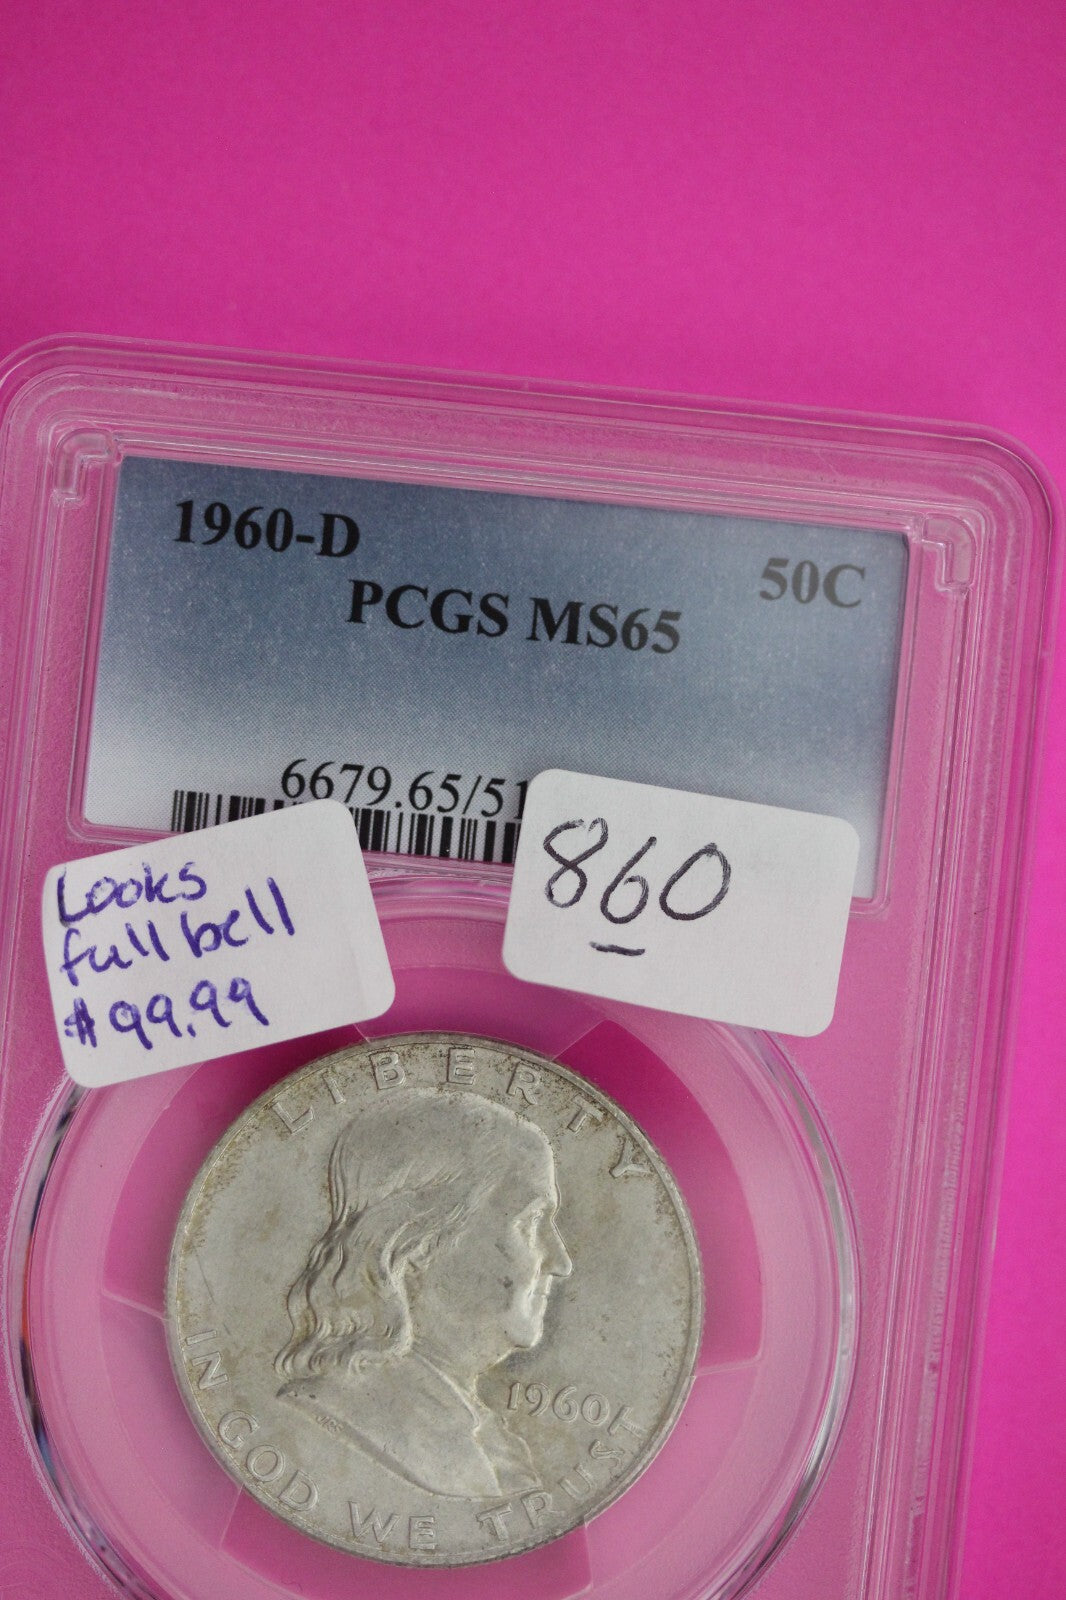 1960-D
50C
PCGS MS65
6679.65/51
Looks
full bell
$99.99
860
LIBERTY
1960
IN GOD WE TRUST